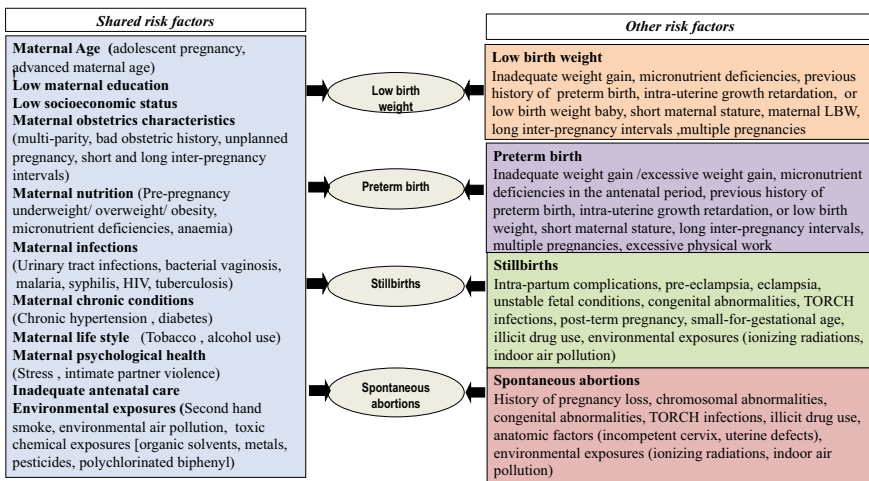 Shared risk factors
Maternal Age (adolescent pregnancy,
advanced maternal age)
Low maternal education
Low socioeconomic status
Maternal obstetrics characteristics
(multi-parity, bad obstetric history, unplanned
pregnancy, short and long inter-pregnancy
intervals)
Maternal nutrition (Pre-pregnancy
underweight/ overweight/ obesity,
micronutrient deficiencies, anaemia)
Maternal infections
(Urinary tract infections, bacterial vaginosis,
malaria, syphilis, HIV, tuberculosis)
Maternal chronic conditions
(Chronic hypertension , diabetes)
Maternal life style (Tobacco , alcohol use)
Maternal psychological health
(Stress , intimate partner violence)
Inadequate antenatal care
Environmental exposures (Second hand
smoke, environmental air pollution, toxic
chemical exposures [organic solvents, metals,
pesticides, polychlorinated biphenyl)
Low birth
weight
Preterm birth
Stillbirths
Spontaneous
abortions
Other risk factors
Low birth weight
Inadequate weight gain, micronutrient deficiencies, previous
history of preterm birth, intra-uterine growth retardation, or
low birth weight baby, short maternal stature, maternal LBW,
long inter-pregnancy intervals ,multiple pregnancies
Preterm birth
Inadequate weight gain /excessive weight gain, micronutrient
deficiencies in the antenatal period, previous history of
preterm birth, intra-uterine growth retardation, or low birth
weight, short maternal stature, long inter-pregnancy intervals,
multiple pregnancies, excessive physical work
Stillbirths
Intra-partum complications, pre-eclampsia, eclampsia,
unstable fetal conditions, congenital abnormalities, TORCH
infections, post-term pregnancy, small-for-gestational age,
illicit drug use, environmental exposures (ionizing radiations,
indoor air pollution)
Spontaneous abortions
History of pregnancy loss, chromosomal abnormalities,
congenital abnormalities, TORCH infections, illicit drug use,
anatomic factors (incompetent cervix, uterine defects),
environmental exposures (ionizing radiations, indoor air
pollution)